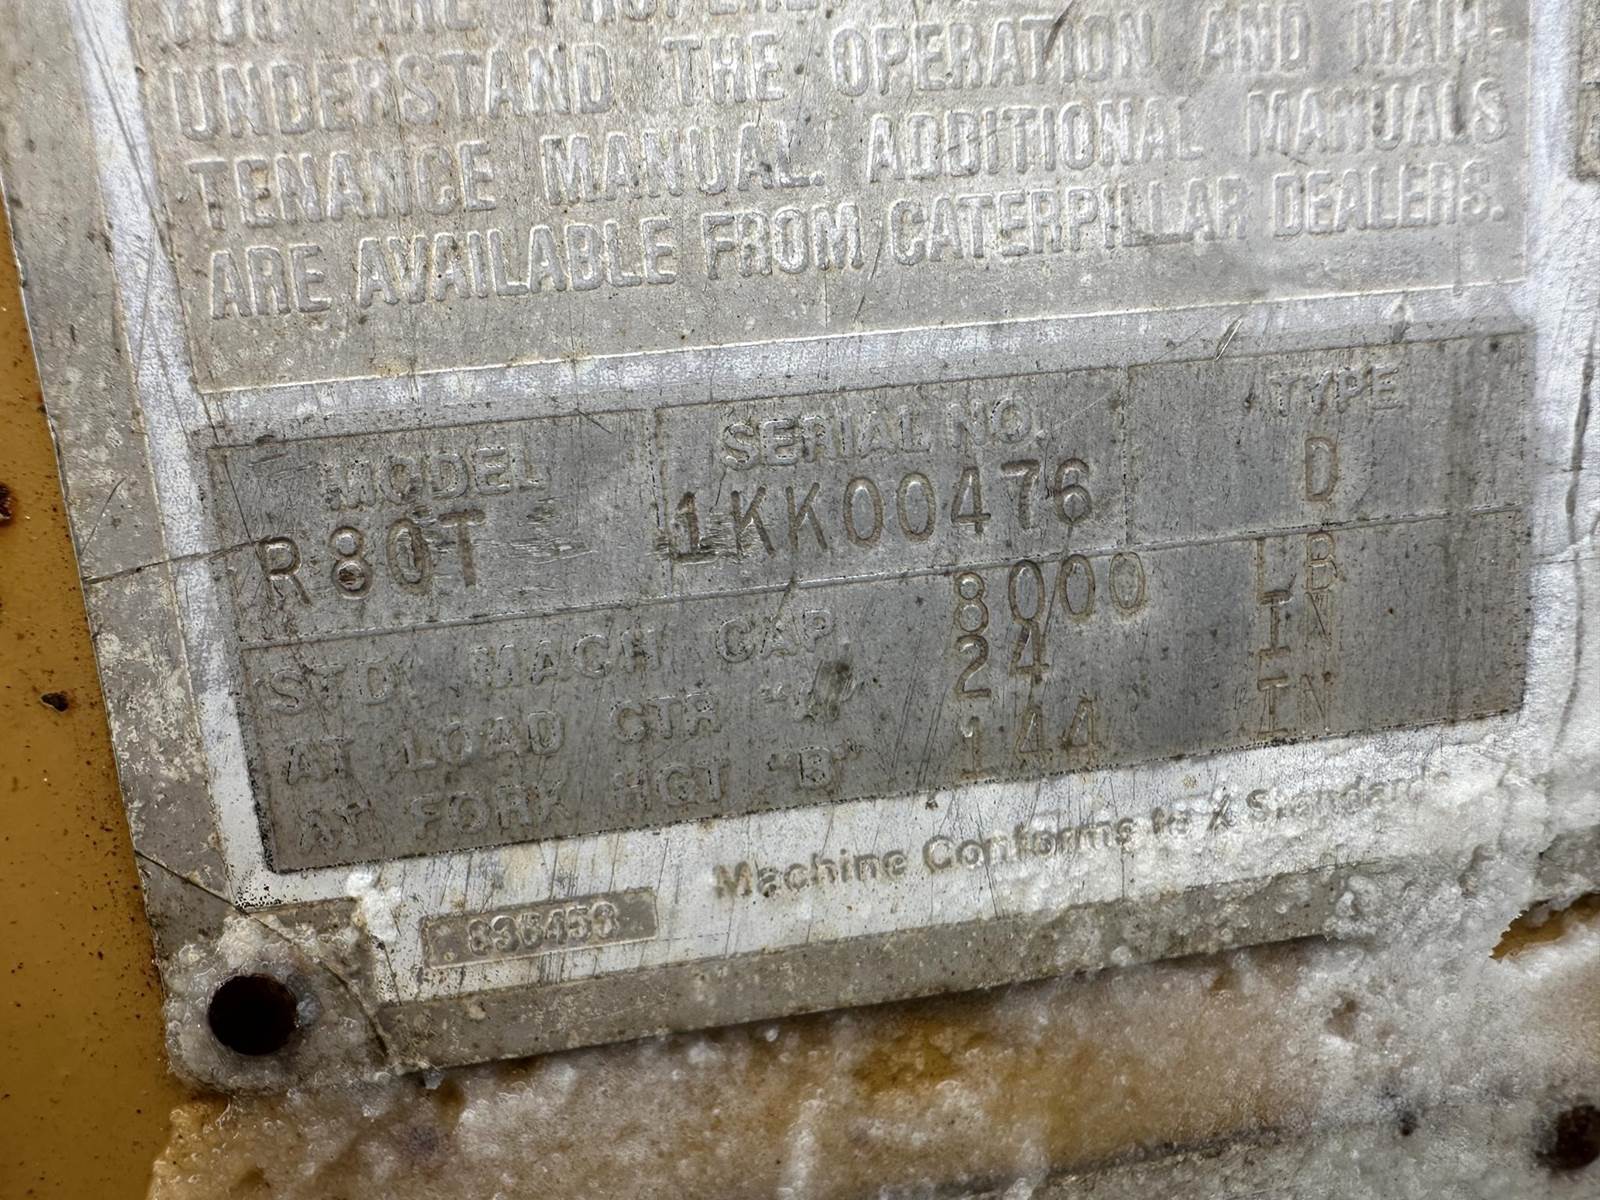 UNDERSTAND THE OPERATION AND MAIN-
TENANCE MANUAL. ADDITIONAL MANUALS
ARE AVAILABLE FROM CATERPILLAR DEALERS.
MODEL SERIAL NO. TYPE
R80T 1KK00476 D
STD. MACH CAP. 8000 LB
AT LOAD CTR 24 IN
AT FORK HGT "B" 144 IN
Machine Conforms to Standards